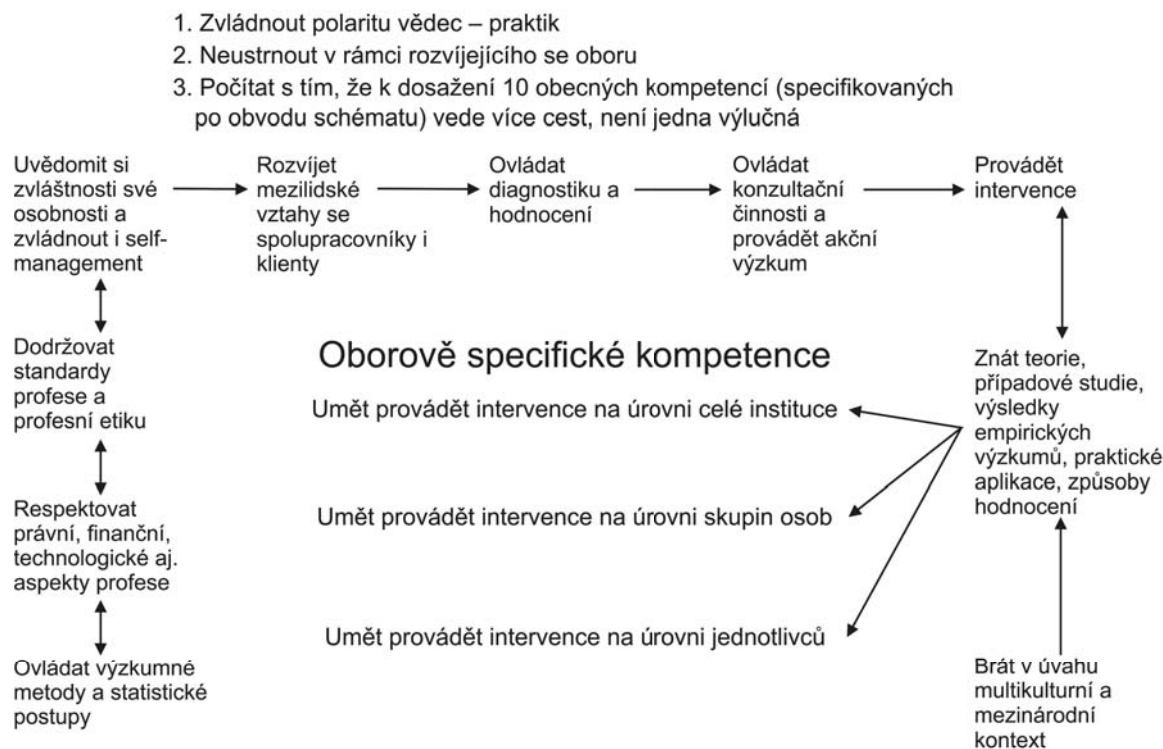 1. Zvládnout polaritu vědec – praktik
2. Neustrnout v rámci rozvíjejícího se oboru
3. Počítat s tím, že k dosažení 10 obecných kompetencí (specifikovaných
po obvodu schématu) vede více cest, není jedna výlučná
Uvědomit si
zvláštnosti své
osobnosti a
zvládnout i self-
management
Rozvíjet
mezilidské
vztahy se
spolupracovníky i
klienty
Ovládat
diagnostiku a
hodnocení
Ovládat
konzultační
činnosti a
provádět akční
výzkum
Provádět
intervence
Dodržovat
standardy
profese a
profesní etiku
Respektovat
právní, finanční,
technologické aj.
aspekty profese
Ovládat výzkumné
metody a statistické
postupy
Oborově specifické kompetence
Umět provádět intervence na úrovni celé instituce
Umět provádět intervence na úrovni skupin osob
Umět provádět intervence na úrovni jednotlivců
Znát teorie,
případové studie,
výsledky
empirických
výzkumů, praktické
aplikace, způsoby
hodnocení
Brát v úvahu
multikulturní a
mezinárodní
kontext